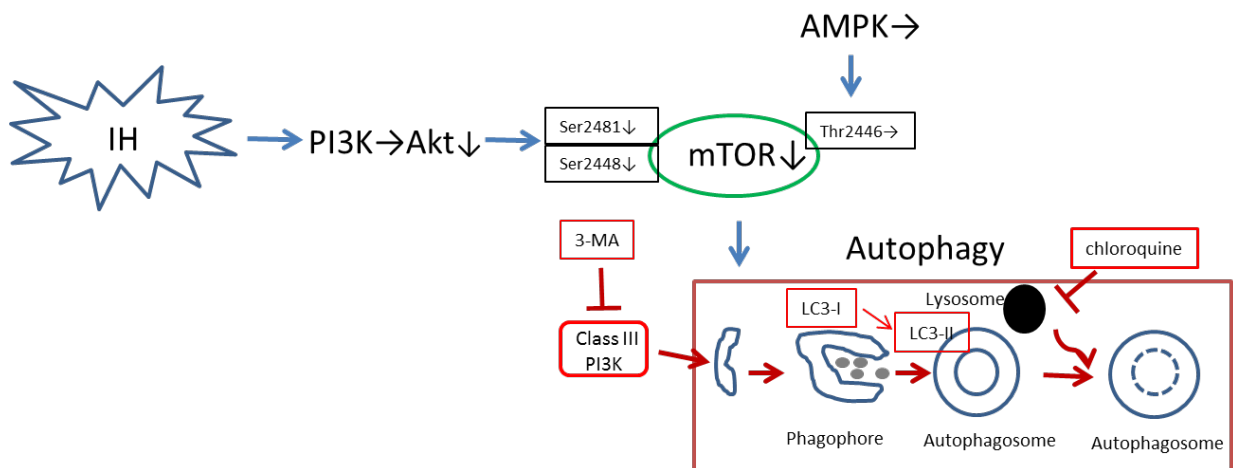 AMPK→
IH
PI3K→Akt↓
Ser2481↓
Ser2448↓
mTOR↓
Thr2446→
3-MA
Autophagy
chloroquine
Class III
PI3K
LC3-I
LC3-II
Lysosome
Phagophore
Autophagosome
Autophagosome